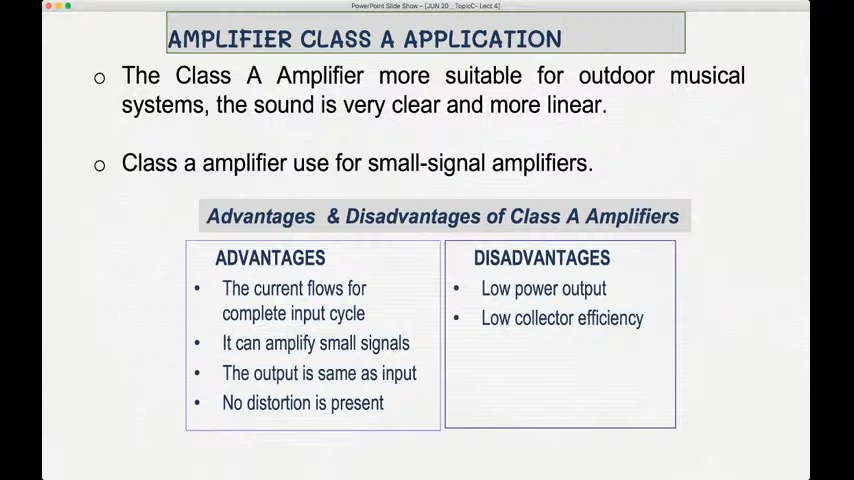 PowerPoint Slide Show – [JUN 20 _ TopicC- Lect 4]
AMPLIFIER CLASS A APPLICATION
o The Class A Amplifier more suitable for outdoor musical
systems, the sound is very clear and more linear.
o Class a amplifier use for small-signal amplifiers.
Advantages & Disadvantages of Class A Amplifiers
ADVANTAGES
• The current flows for
complete input cycle
• It can amplify small signals
• The output is same as input
• No distortion is present
DISADVANTAGES
• Low power output
• Low collector efficiency